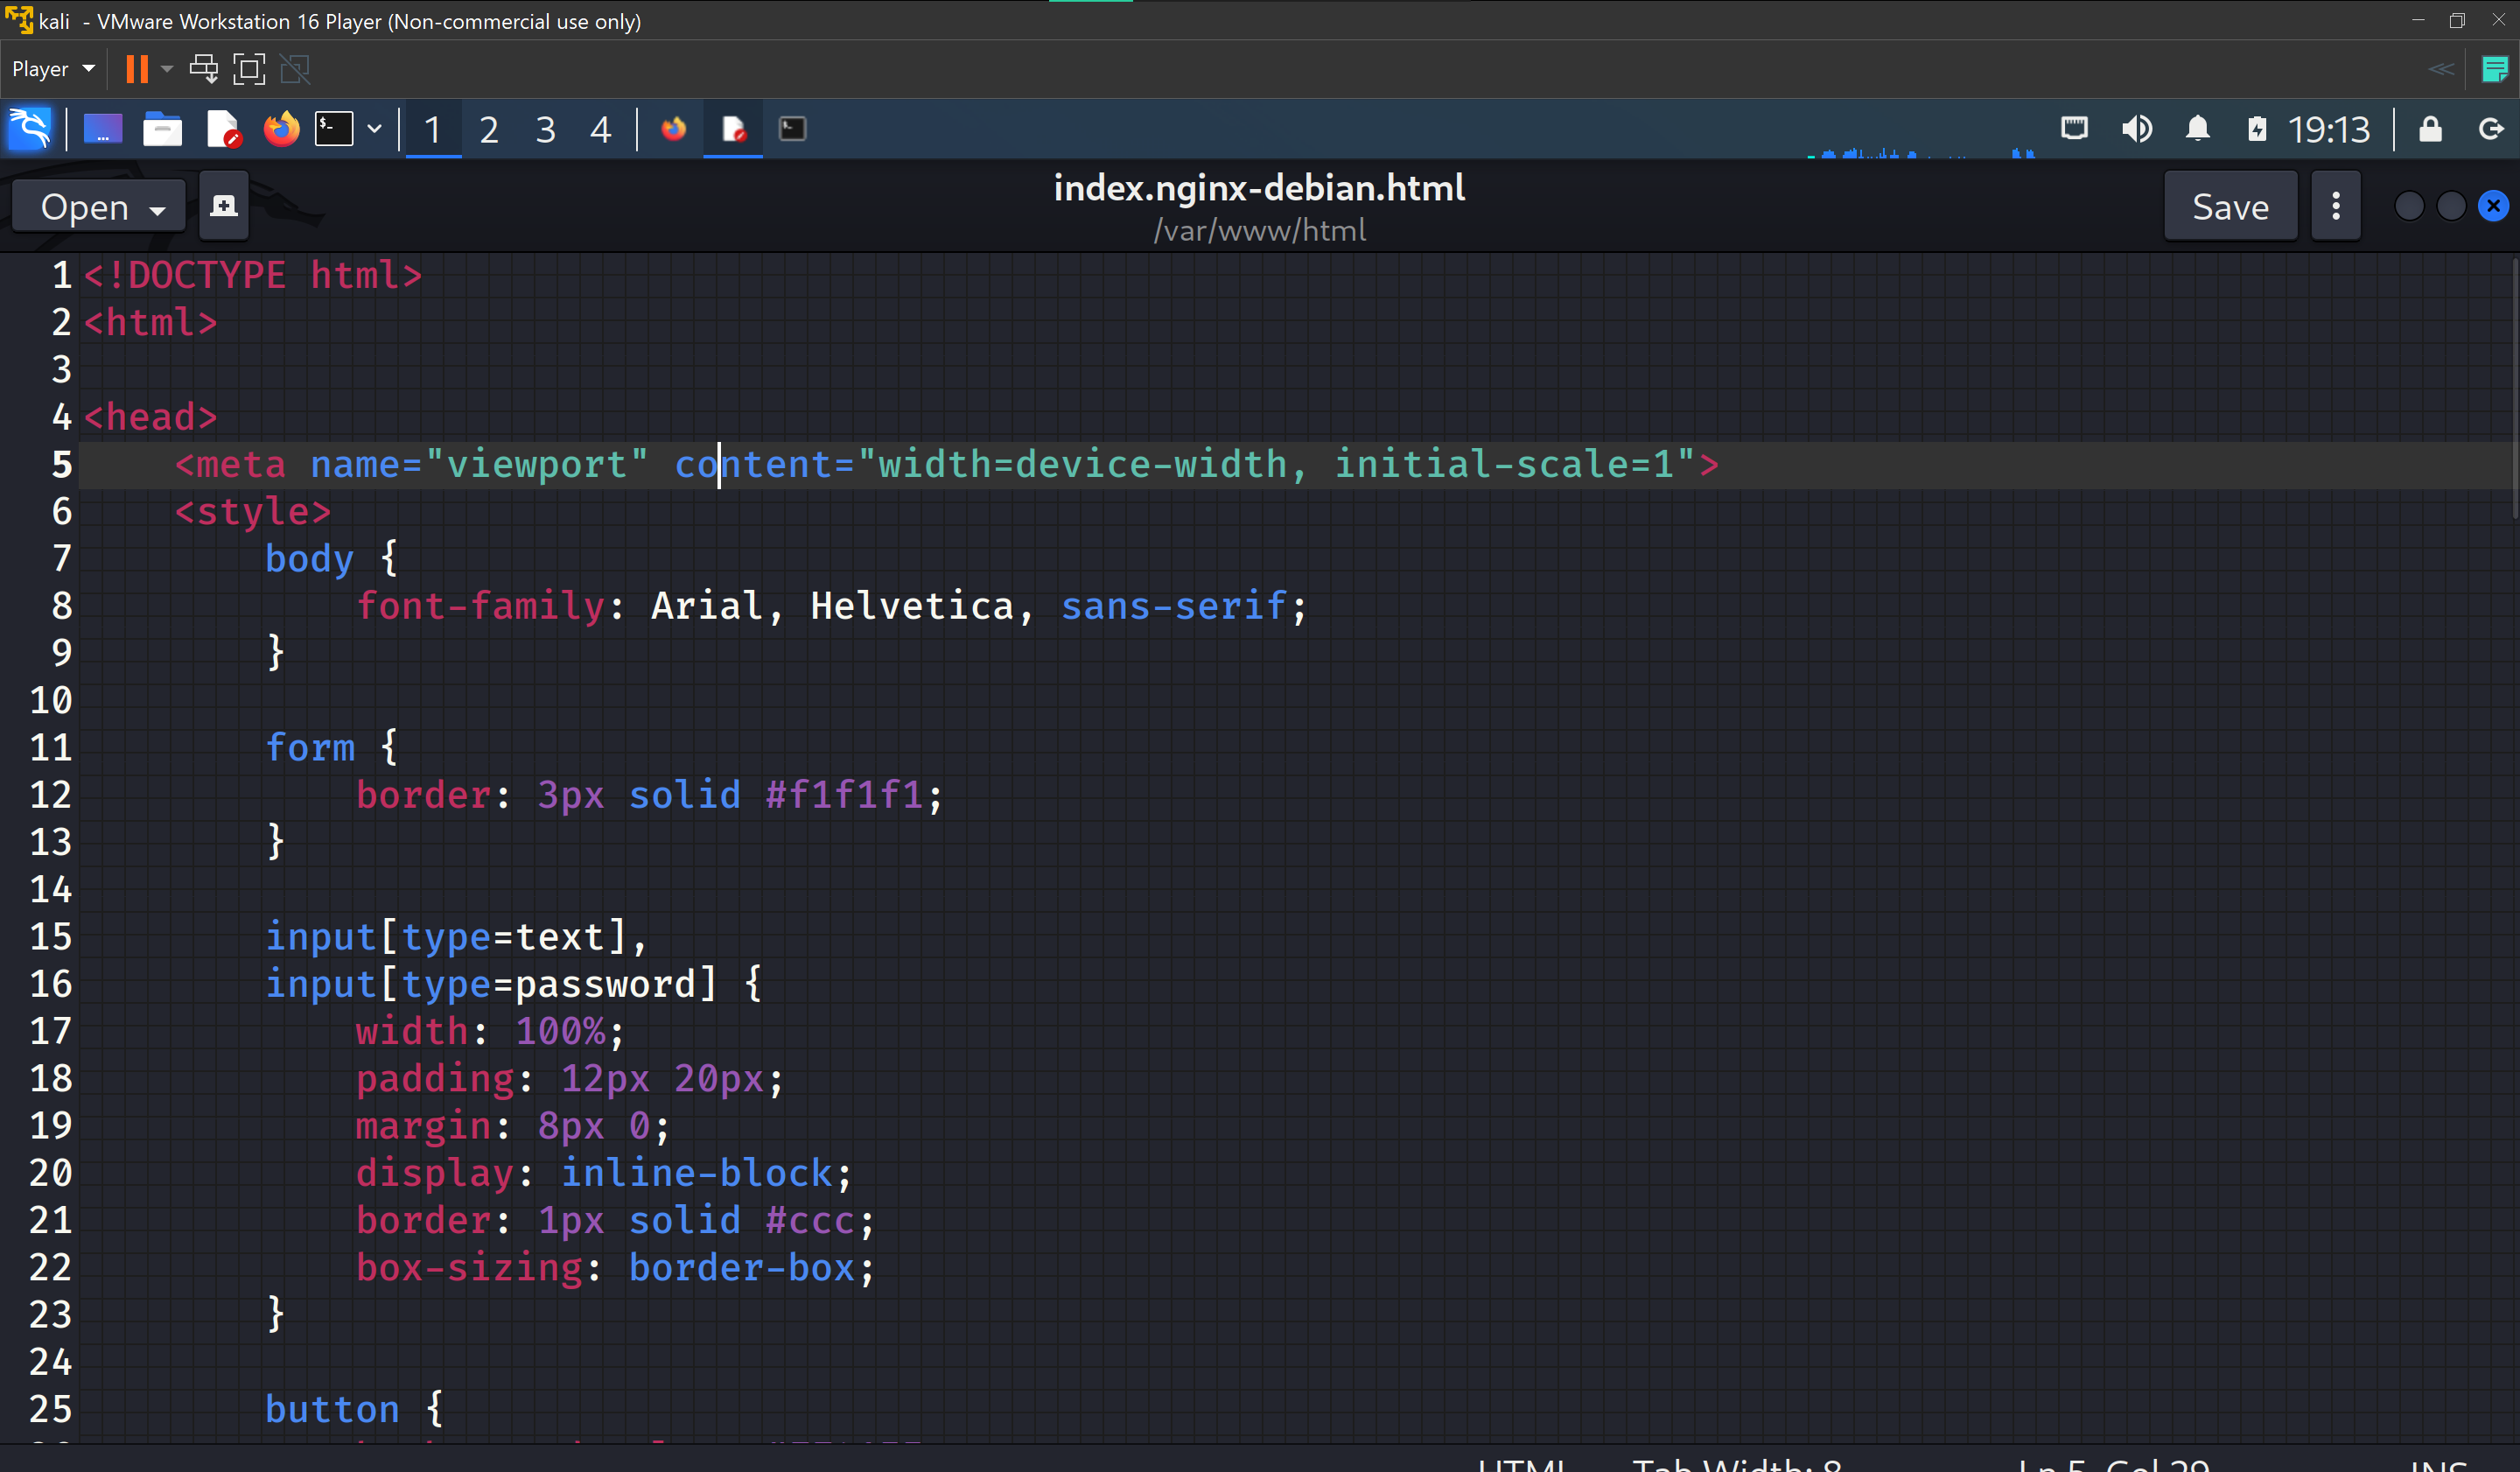 kali - VMware Workstation 16 Player (Non-commercial use only)
Player
$-
1 2 3 4
19:13
Open
index.nginx-debian.html
/var/www/html
Save
1 <!DOCTYPE html>
2 <html>
3
4 <head>
5     <meta name="viewport" content="width=device-width, initial-scale=1">
6     <style>
7         body {
8             font-family: Arial, Helvetica, sans-serif;
9         }
10
11         form {
12             border: 3px solid #f1f1f1;
13         }
14
15         input[type=text],
16         input[type=password] {
17             width: 100%;
18             padding: 12px 20px;
19             margin: 8px 0;
20             display: inline-block;
21             border: 1px solid #ccc;
22             box-sizing: border-box;
23         }
24
25         button {
HTML Tab Width: 8 Ln 5, Col 29 INS